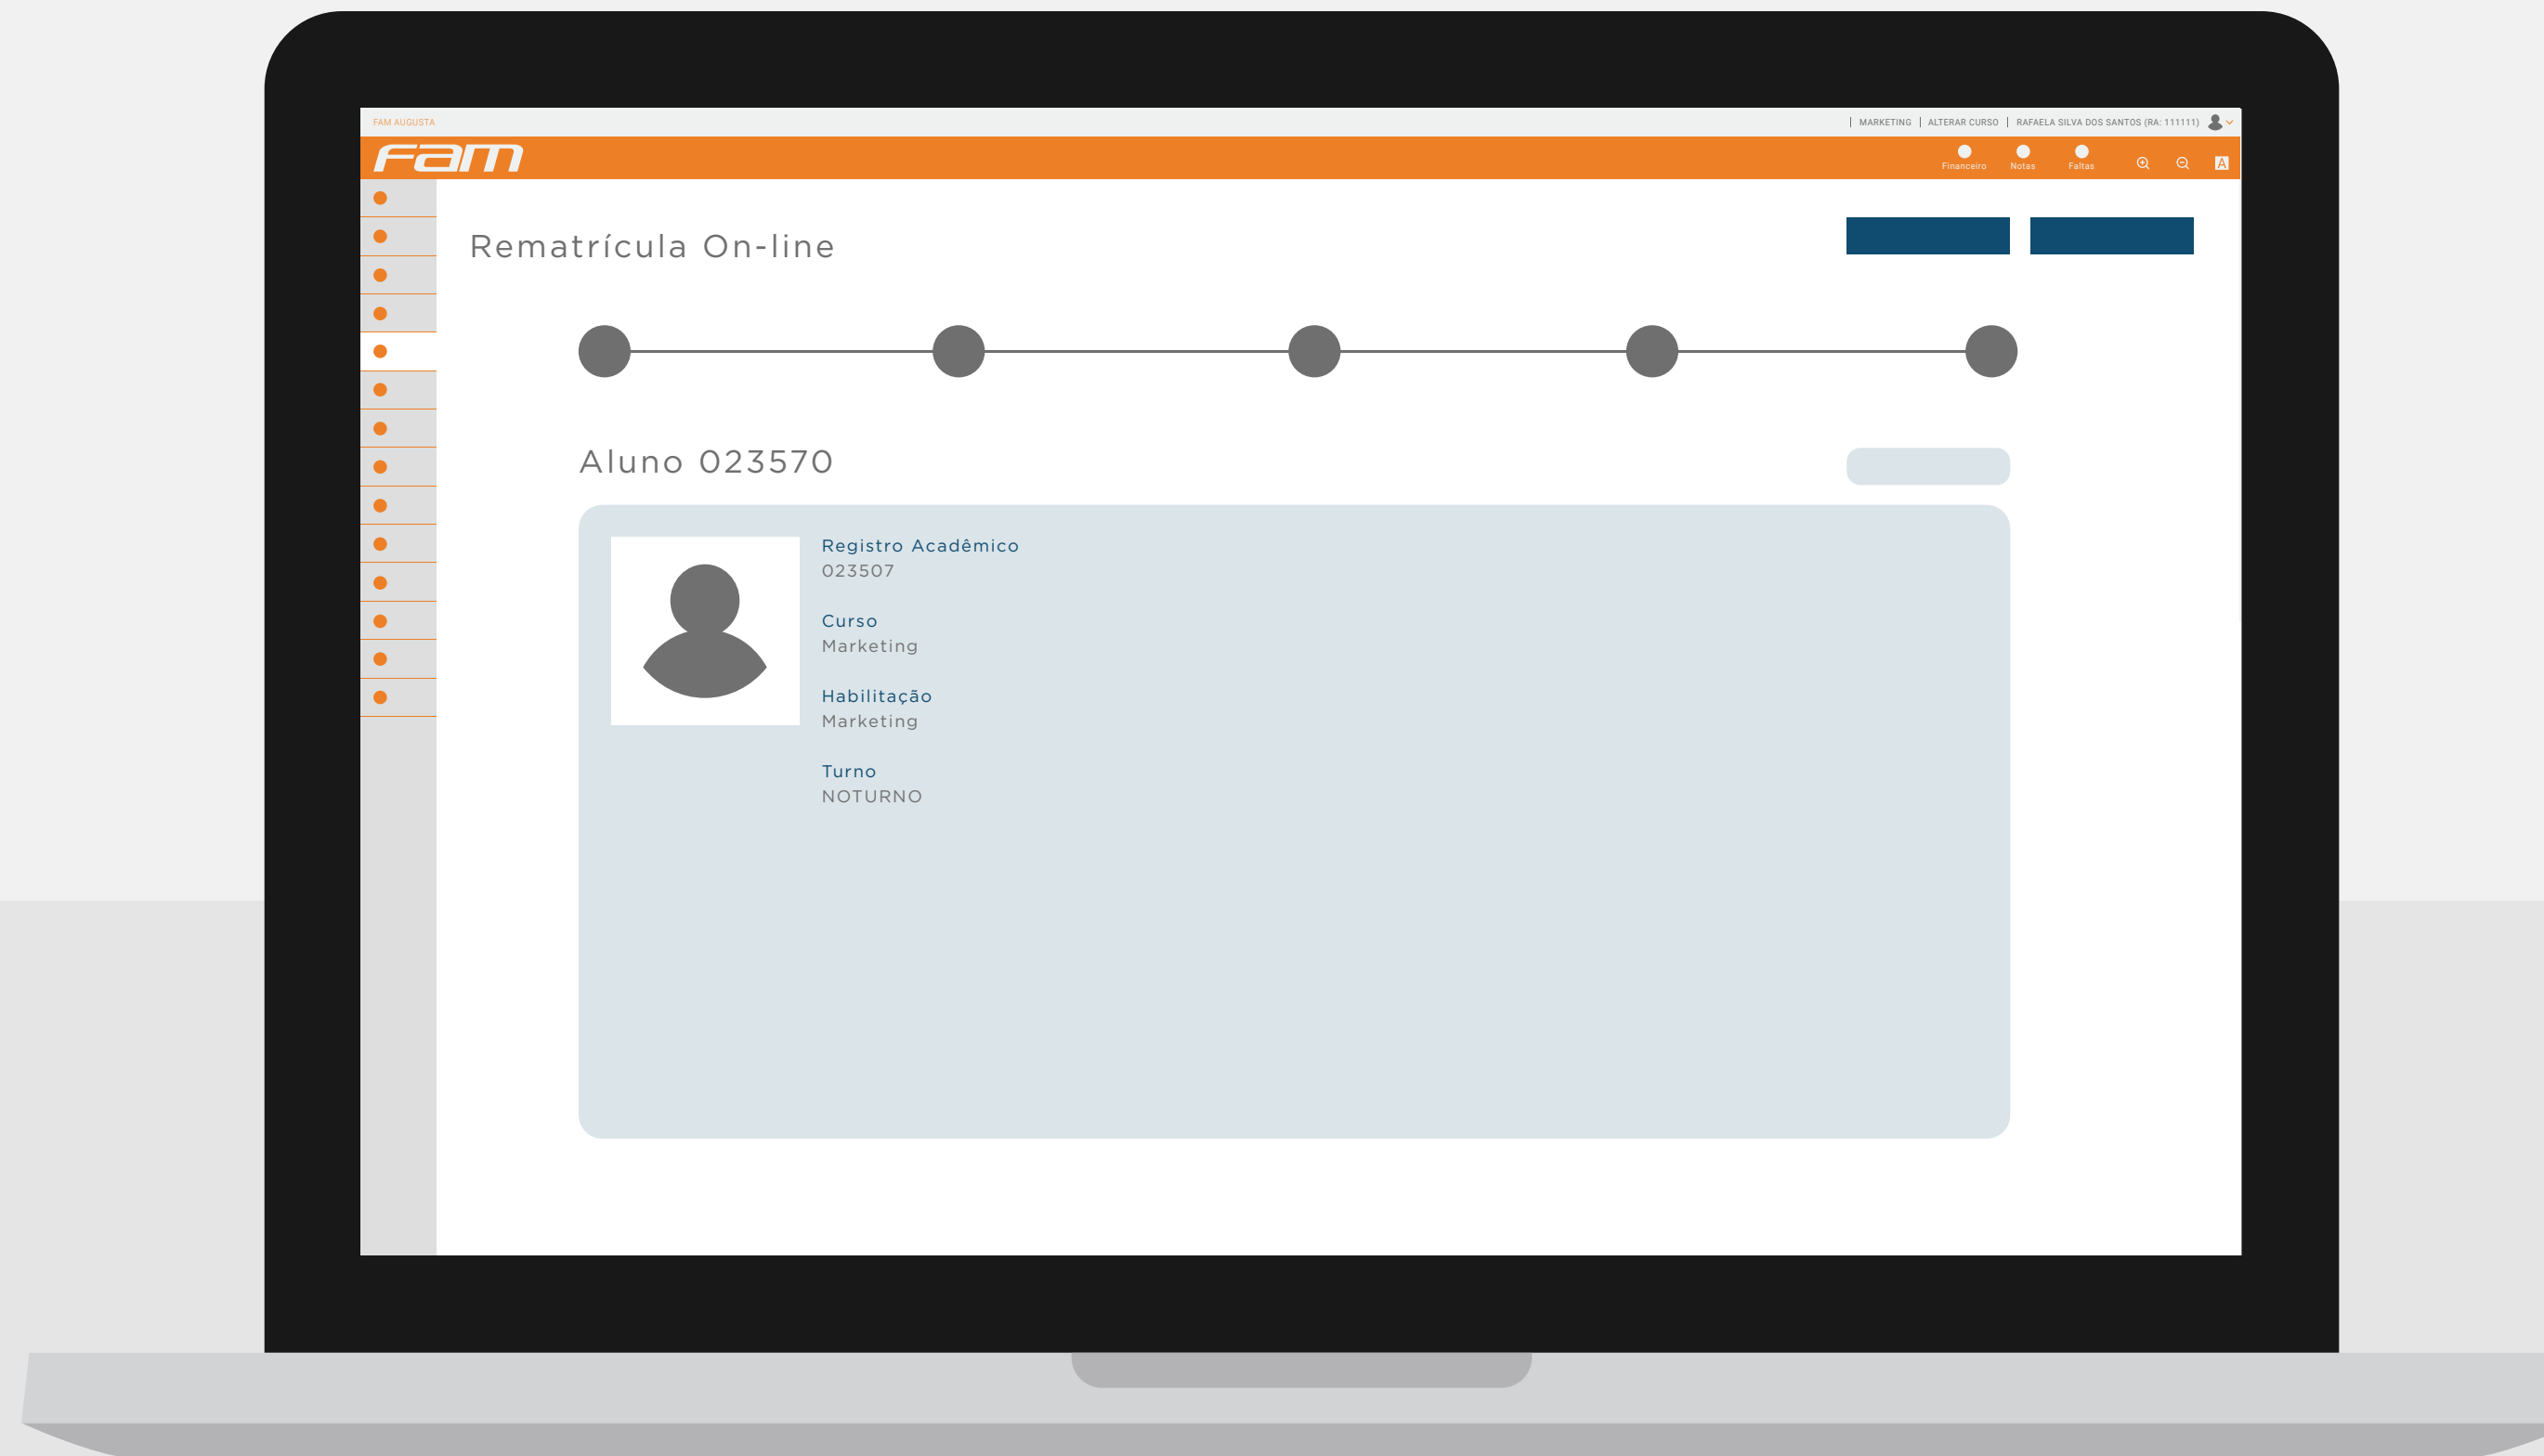 FAM AUGUSTA
MARKETING | ALTERAR CURSO | RAFAELA SILVA DOS SANTOS (RA: 111111)
Fam
Financeiro Notas Faltas A
Rematrícula On-line
Aluno 023570
Registro Acadêmico
023507
Curso
Marketing
Habilitação
Marketing
Turno
NOTURNO